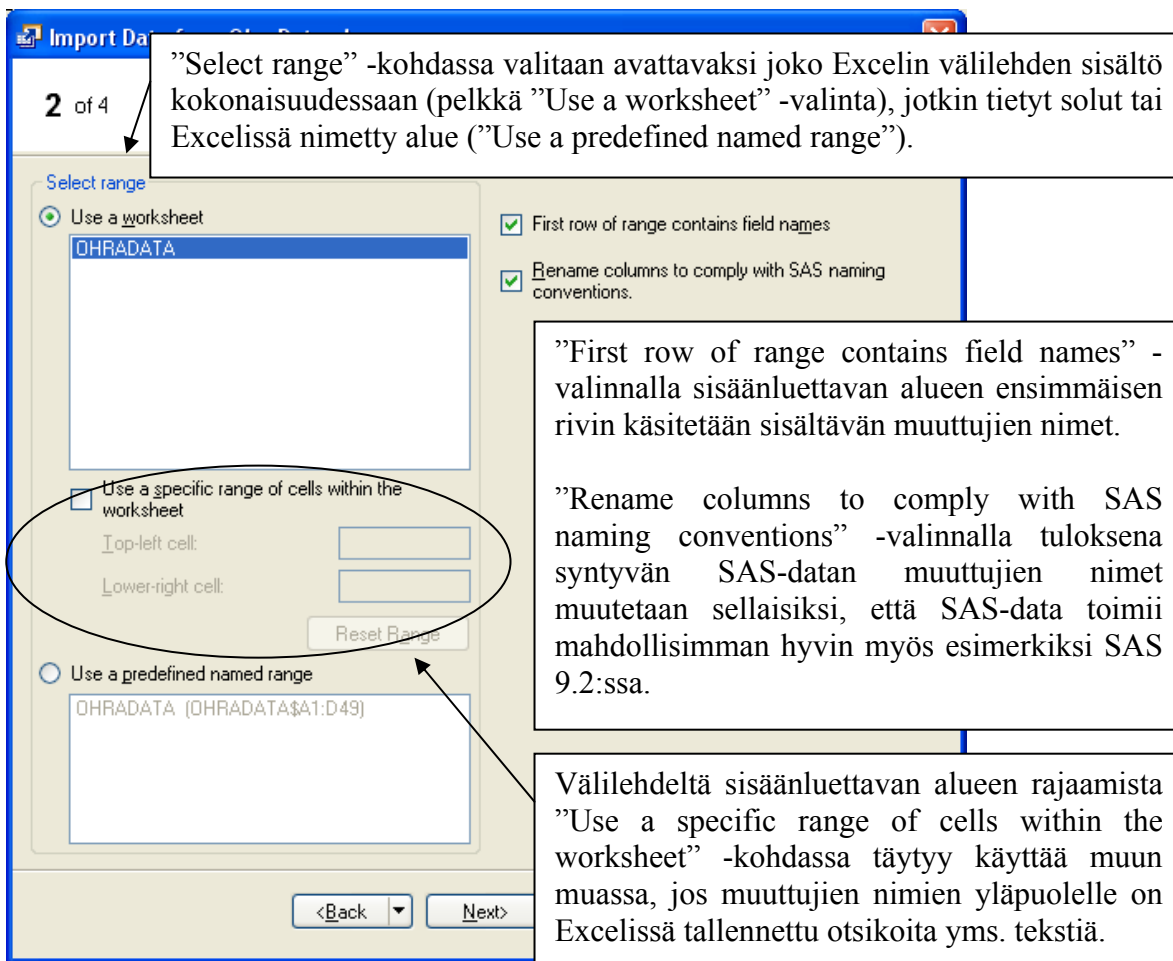 Import Da
”Select range” -kohdassa valitaan avattavaksi joko Excelin välilehden sisältö
kokonaisuudessaan (pelkkä ”Use a worksheet” -valinta), jotkin tietyt solut tai
Excelissä nimetty alue (”Use a predefined named range”).
2 of 4
Select range
Use a worksheet
OHRADATA
First row of range contains field names
Rename columns to comply with SAS naming
conventions.
”First row of range contains field names” -
valinnalla sisäänluettavan alueen ensimmäisen
rivin käsitetään sisältävän muuttujien nimet.
”Rename columns to comply with SAS
naming conventions” -valinnalla tuloksena
syntyvän SAS-datan muuttujien nimet
muutetaan sellaisiksi, että SAS-data toimii
mahdollisimman hyvin myös esimerkiksi SAS
9.2:ssa.
Use a specific range of cells within the
worksheet
Top-left cell:
Lower-right cell:
Reset Range
Use a predefined named range
OHRADATA (OHRADATA$A1:D49)
Välilehdeltä sisäänluettavan alueen rajaamista
”Use a specific range of cells within the
worksheet” -kohdassa täytyy käyttää muun
muassa, jos muuttujien nimien yläpuolelle on
Excelissä tallennettu otsikoita yms. tekstiä.
<Back
Next>